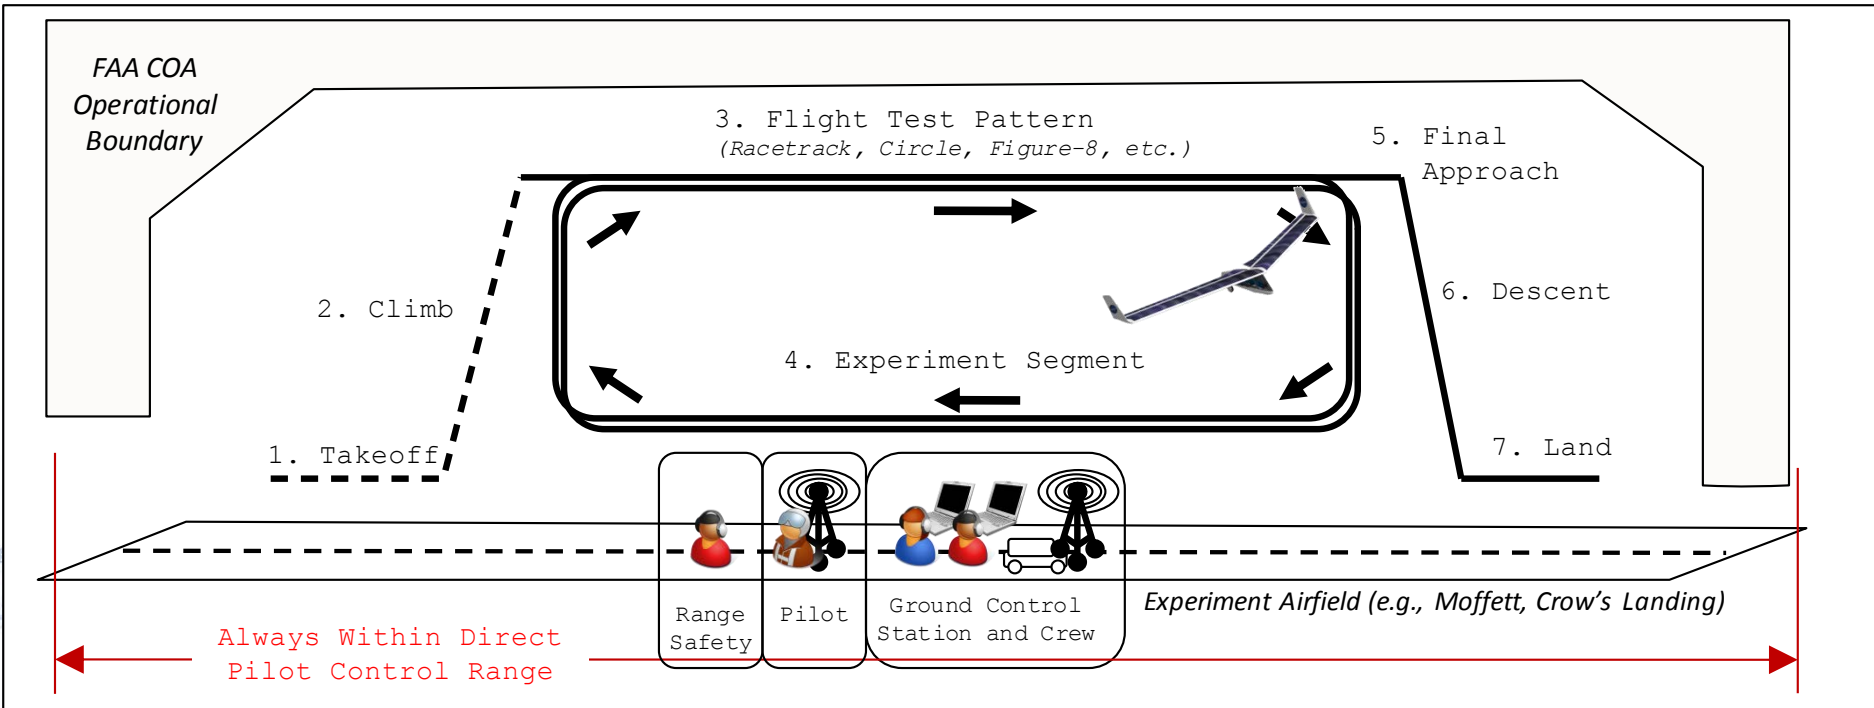 FAA COA
Operational
Boundary
3. Flight Test Pattern
(Racetrack, Circle, Figure-8, etc.)
5. Final
Approach
2. Climb
6. Descent
4. Experiment Segment
1. Takeoff
7. Land
Range
Safety
Pilot
Ground Control
Station and Crew
Experiment Airfield (e.g., Moffett, Crow's Landing)
Always Within Direct
Pilot Control Range